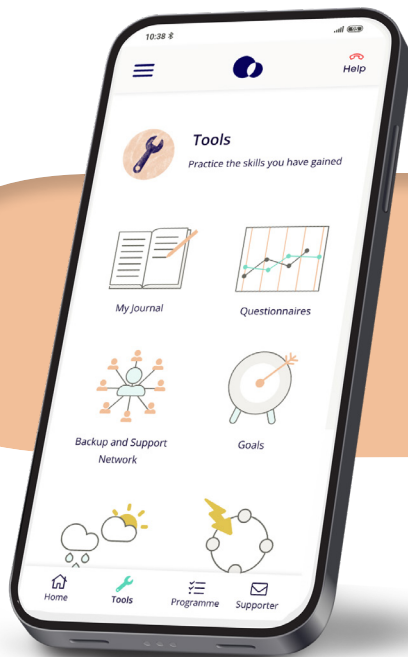 10:38
Help
Tools
Practice the skills you have gained
My Journal
Questionnaires
Backup and Support
Network
Goals
Home
Tools
Programme
Supporter